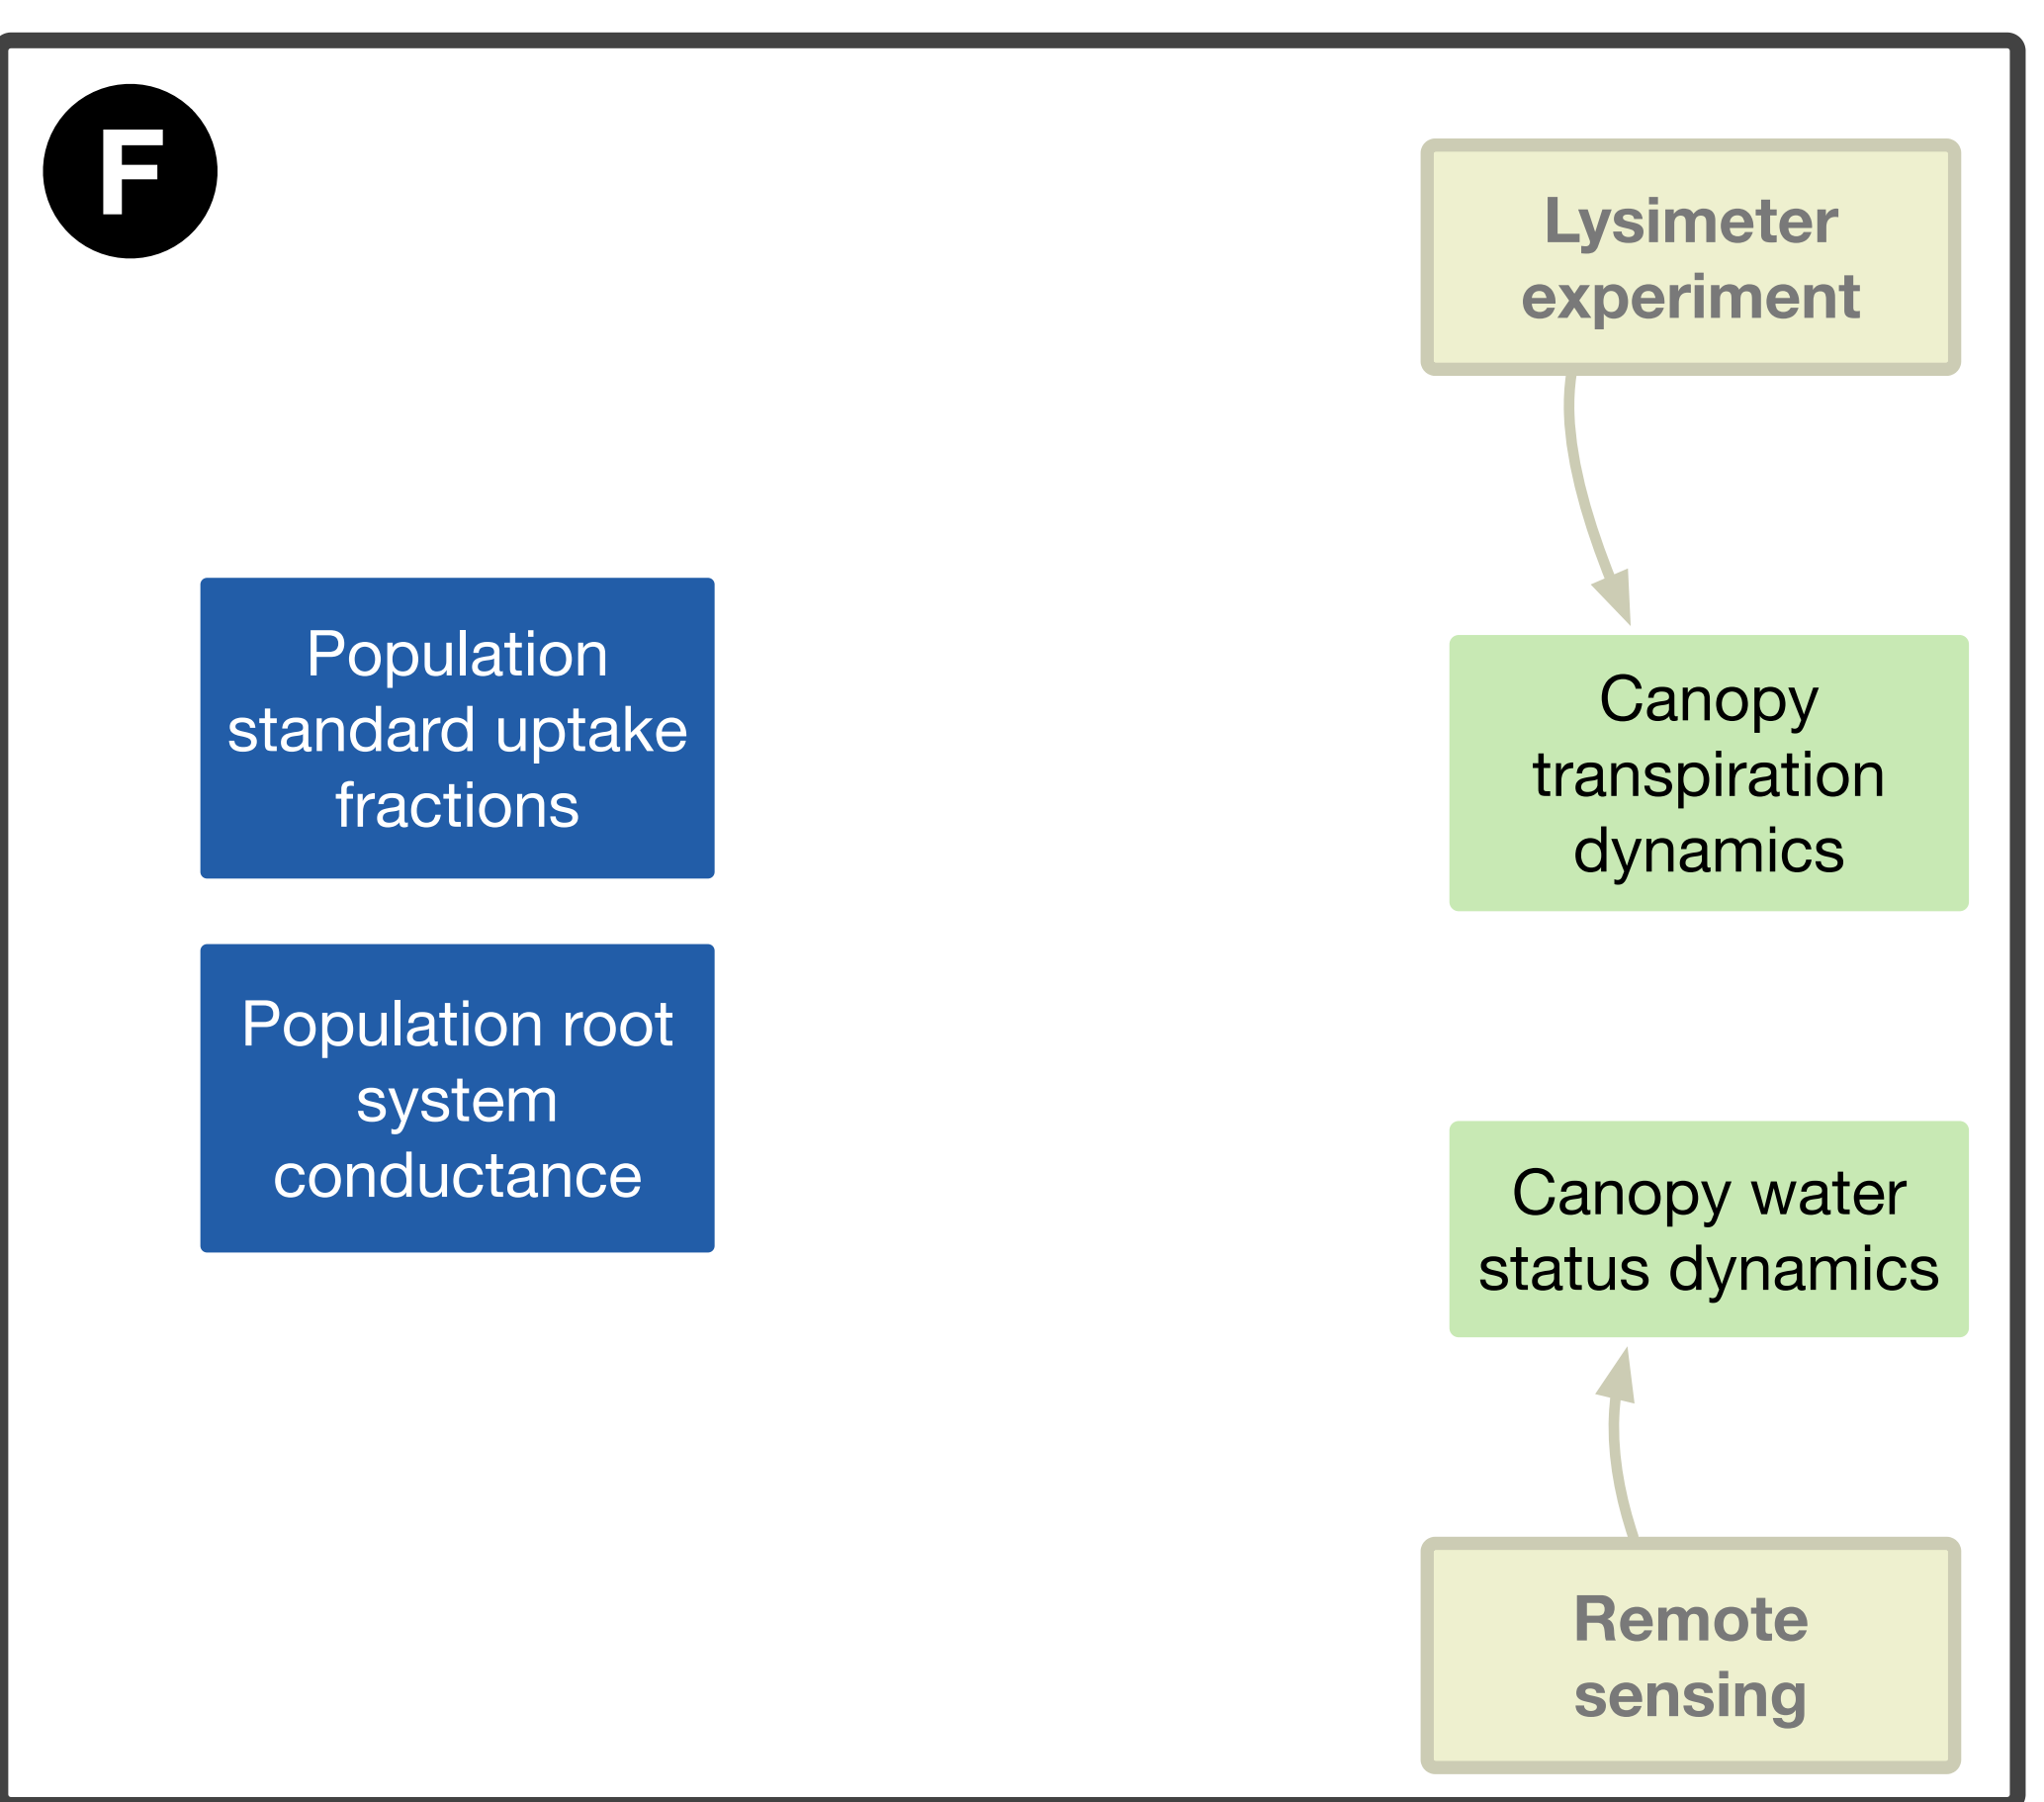 F
Lysimeter
experiment
Population
standard uptake
fractions
Canopy
transpiration
dynamics
Population root
system
conductance
Canopy water
status dynamics
Remote
sensing